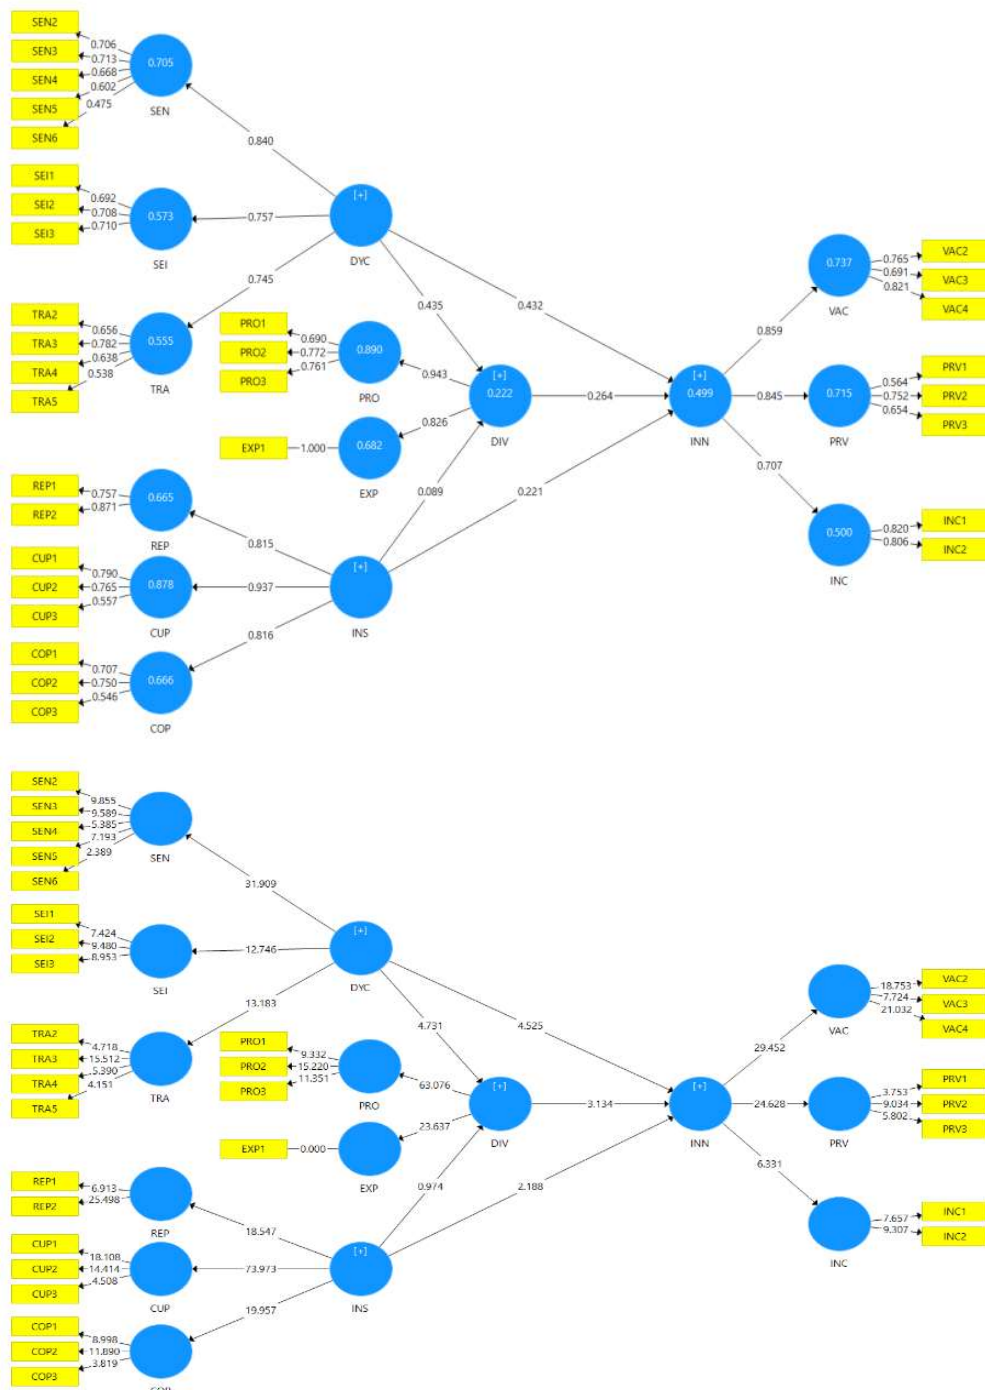 SEN2
SEN3
SEN4
SEN5
SEN6
0.706
0.713
0.668
0.602
0.475
0.705
SEN
0.840
SEI1
SEI2
SEI3
0.692
0.708
0.710
0.573
SEI
0.757
[+]
DYC
0.745
TRA2
TRA3
TRA4
TRA5
0.656
0.782
0.638
0.538
0.555
TRA
0.435
0.432
PRO1
PRO2
PRO3
0.690
0.772
0.761
0.890
PRO
0.943
EXP1
1.000
0.682
EXP
0.826
[+]
0.222
DIV
0.264
0.089
0.221
[+]
0.499
INN
0.859
0.845
0.707
0.737
VAC
0.765
0.691
0.821
VAC2
VAC3
VAC4
0.715
PRV
0.564
0.752
0.654
PRV1
PRV2
PRV3
0.500
INC
0.820
0.806
INC1
INC2
REP1
REP2
0.757
0.871
0.665
REP
0.815
CUP1
CUP2
CUP3
0.790
0.765
0.557
0.878
CUP
0.937
[+]
INS
0.816
COP1
COP2
COP3
0.707
0.750
0.546
0.666
COP
SEN2
SEN3
SEN4
SEN5
SEN6
9.855
9.589
5.385
7.193
2.389
SEN
31.909
SEI1
SEI2
SEI3
7.424
9.480
8.953
SEI
12.746
[+]
DYC
13.183
TRA2
TRA3
TRA4
TRA5
4.718
15.512
5.390
4.151
TRA
4.731
4.525
PRO1
PRO2
PRO3
9.332
15.220
11.351
PRO
63.076
EXP1
0.000
EXP
23.637
[+]
DIV
3.134
0.974
2.188
[+]
INN
29.452
24.628
6.331
VAC
18.753
7.724
21.032
VAC2
VAC3
VAC4
PRV
3.753
9.034
5.802
PRV1
PRV2
PRV3
INC
7.657
9.307
INC1
INC2
REP1
REP2
6.913
25.498
REP
18.547
CUP1
CUP2
CUP3
18.108
14.414
4.508
CUP
73.973
[+]
INS
19.957
COP1
COP2
COP3
8.998
11.890
3.819